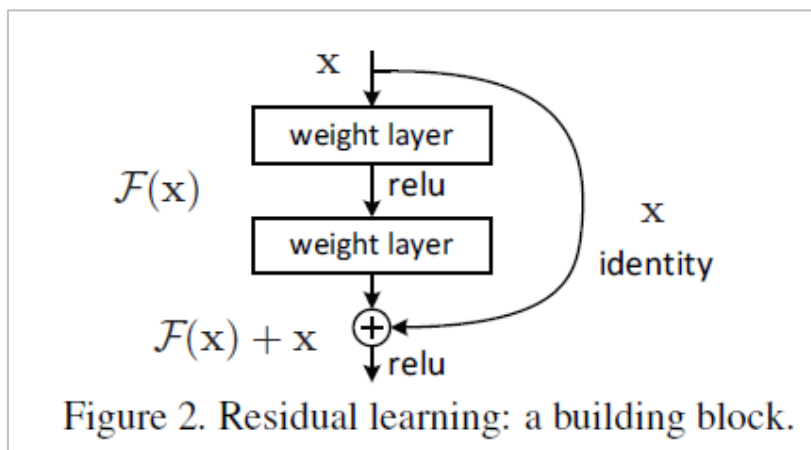 x
weight layer
relu
F(x)
weight layer
x
identity
F(x) + x
relu
Figure 2. Residual learning: a building block.